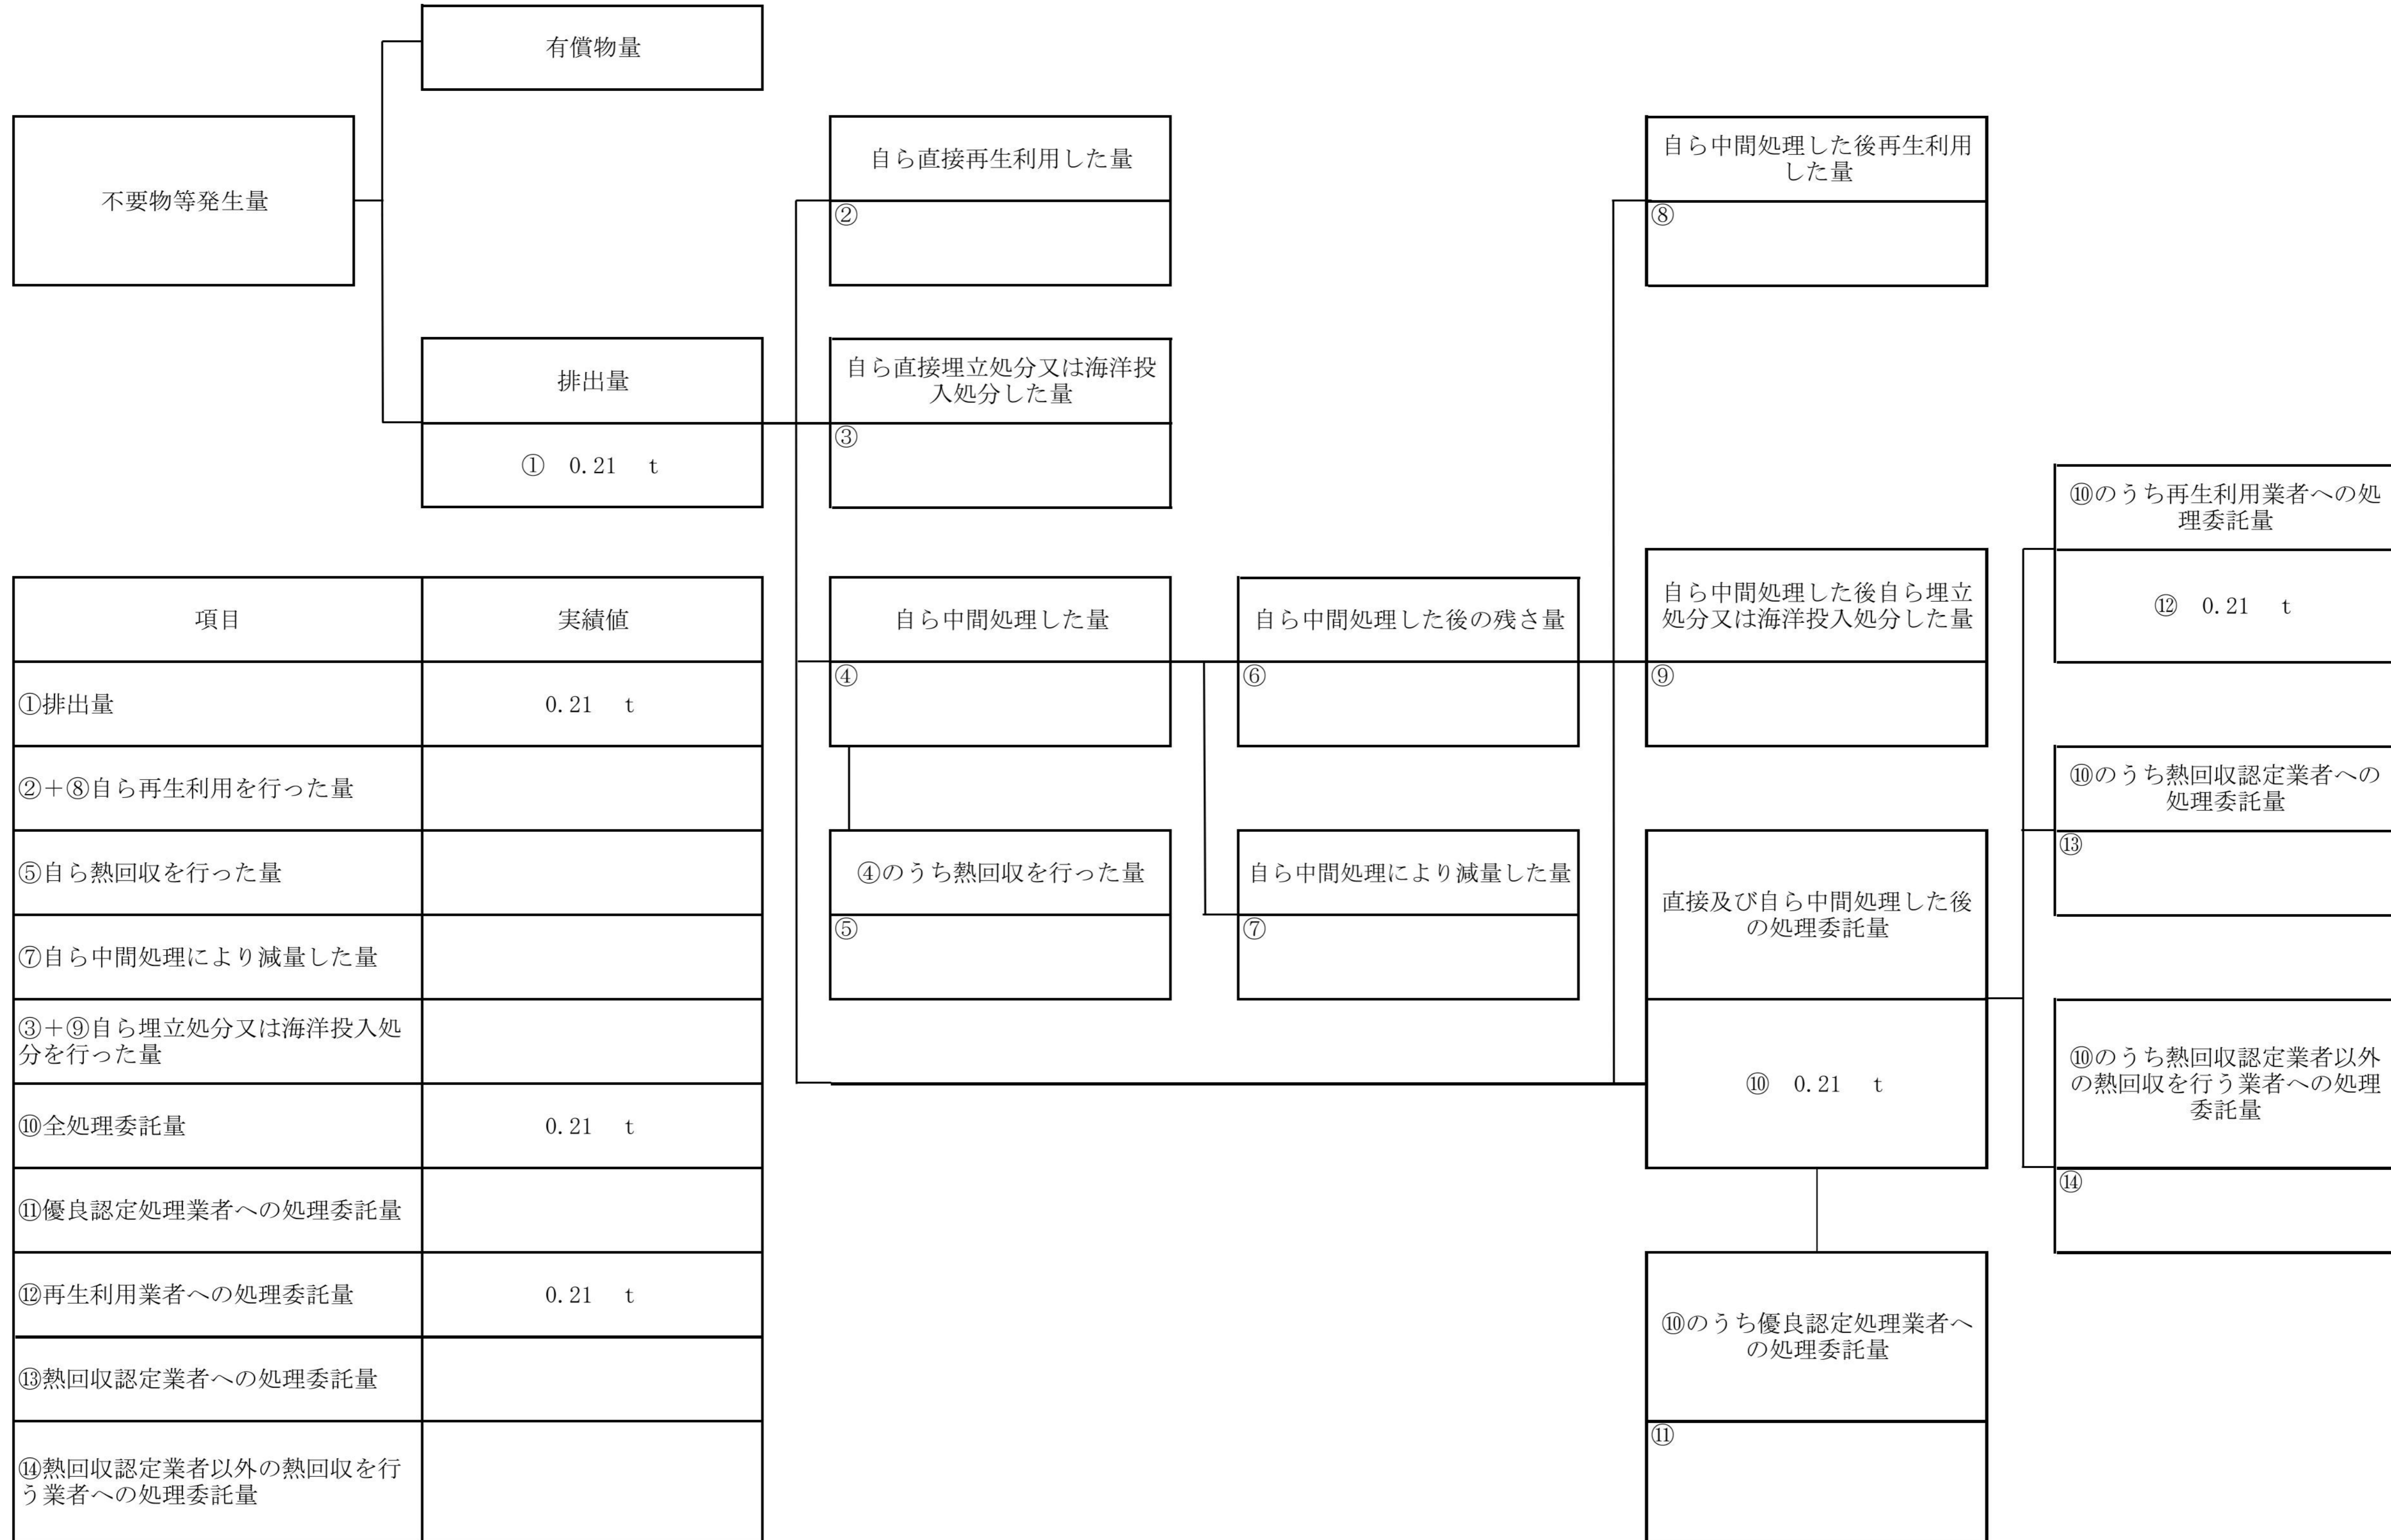 有償物量
不要物等発生量
自ら直接再生利用した量
②
自ら中間処理した後再生利用
した量
⑧
排出量
① 0.21 t
自ら直接埋立処分又は海洋投
入処分した量
③
⑩のうち再生利用業者への処
理委託量
⑫ 0.21 t
項目 実績値
①排出量 0.21 t
②＋⑧自ら再生利用を行った量
⑤自ら熱回収を行った量
⑦自ら中間処理により減量した量
③＋⑨自ら埋立処分又は海洋投入処
分を行った量
⑩全処理委託量 0.21 t
⑪優良認定処理業者への処理委託量
⑫再生利用業者への処理委託量 0.21 t
⑬熱回収認定業者への処理委託量
⑭熱回収認定業者以外の熱回収を行
う業者への処理委託量
自ら中間処理した量
④
自ら中間処理した後の残さ量
⑥
自ら中間処理した後自ら埋立
処分又は海洋投入処分した量
⑨
④のうち熱回収を行った量
⑤
自ら中間処理により減量した量
⑦
直接及び自ら中間処理した後
の処理委託量
⑩ 0.21 t
⑩のうち熱回収認定業者への
処理委託量
⑬
⑩のうち熱回収認定業者以外
の熱回収を行う業者への処理
委託量
⑭
⑩のうち優良認定処理業者へ
の処理委託量
⑪